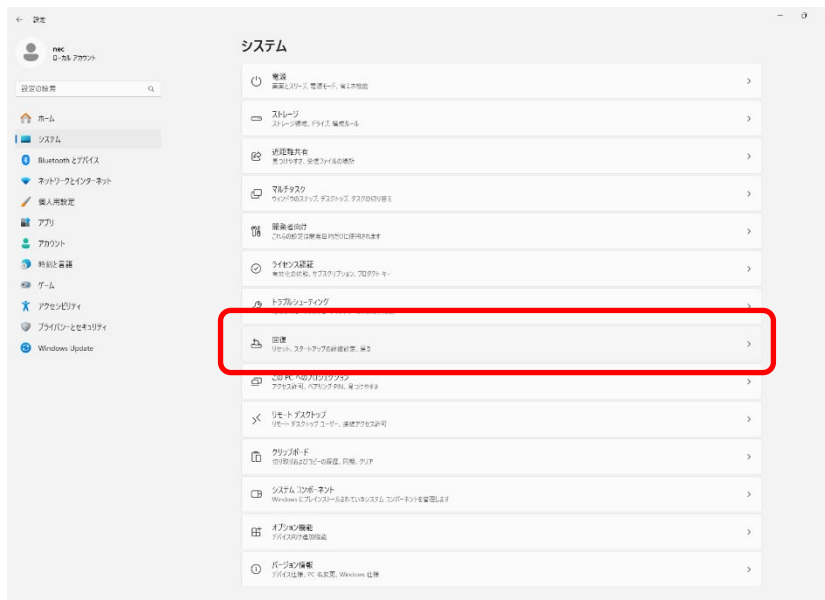 ← 設定
nec
ローカル アカウント
設定の検索
ホーム
システム
Bluetooth とデバイス
ネットワークとインターネット
個人用設定
アプリ
アカウント
時刻と言語
ゲーム
アクセシビリティ
プライバシーとセキュリティ
Windows Update
システム
電源
画面とスリープ、電源モード、省エネ機能
ストレージ
ストレージ領域、ドライブ、構成ルール
近距離共有
見つけやすさ、受信ファイルの場所
マルチタスク
ウィンドウのスナップ、デスクトップ、タスクの切り替え
開発者向け
これらの設定は開発目的だけに使用されます
ライセンス認証
有効化の状態、サブスクリプション、プロダクト キー
トラブルシューティング
回復
リセット、スタートアップの詳細設定、戻る
この PC へのプロジェクション
アクセス許可、ペアリング PIN、見つけやすさ
リモート デスクトップ
リモート デスクトップ ユーザー、接続アクセス許可
クリップボード
切り取りおよびコピーの履歴、同期、クリア
システム コンポーネント
Windows にプレインストールされているシステム コンポーネントを管理します
オプション機能
デバイス向け追加機能
バージョン情報
デバイス仕様、PC 名変更、Windows 仕様